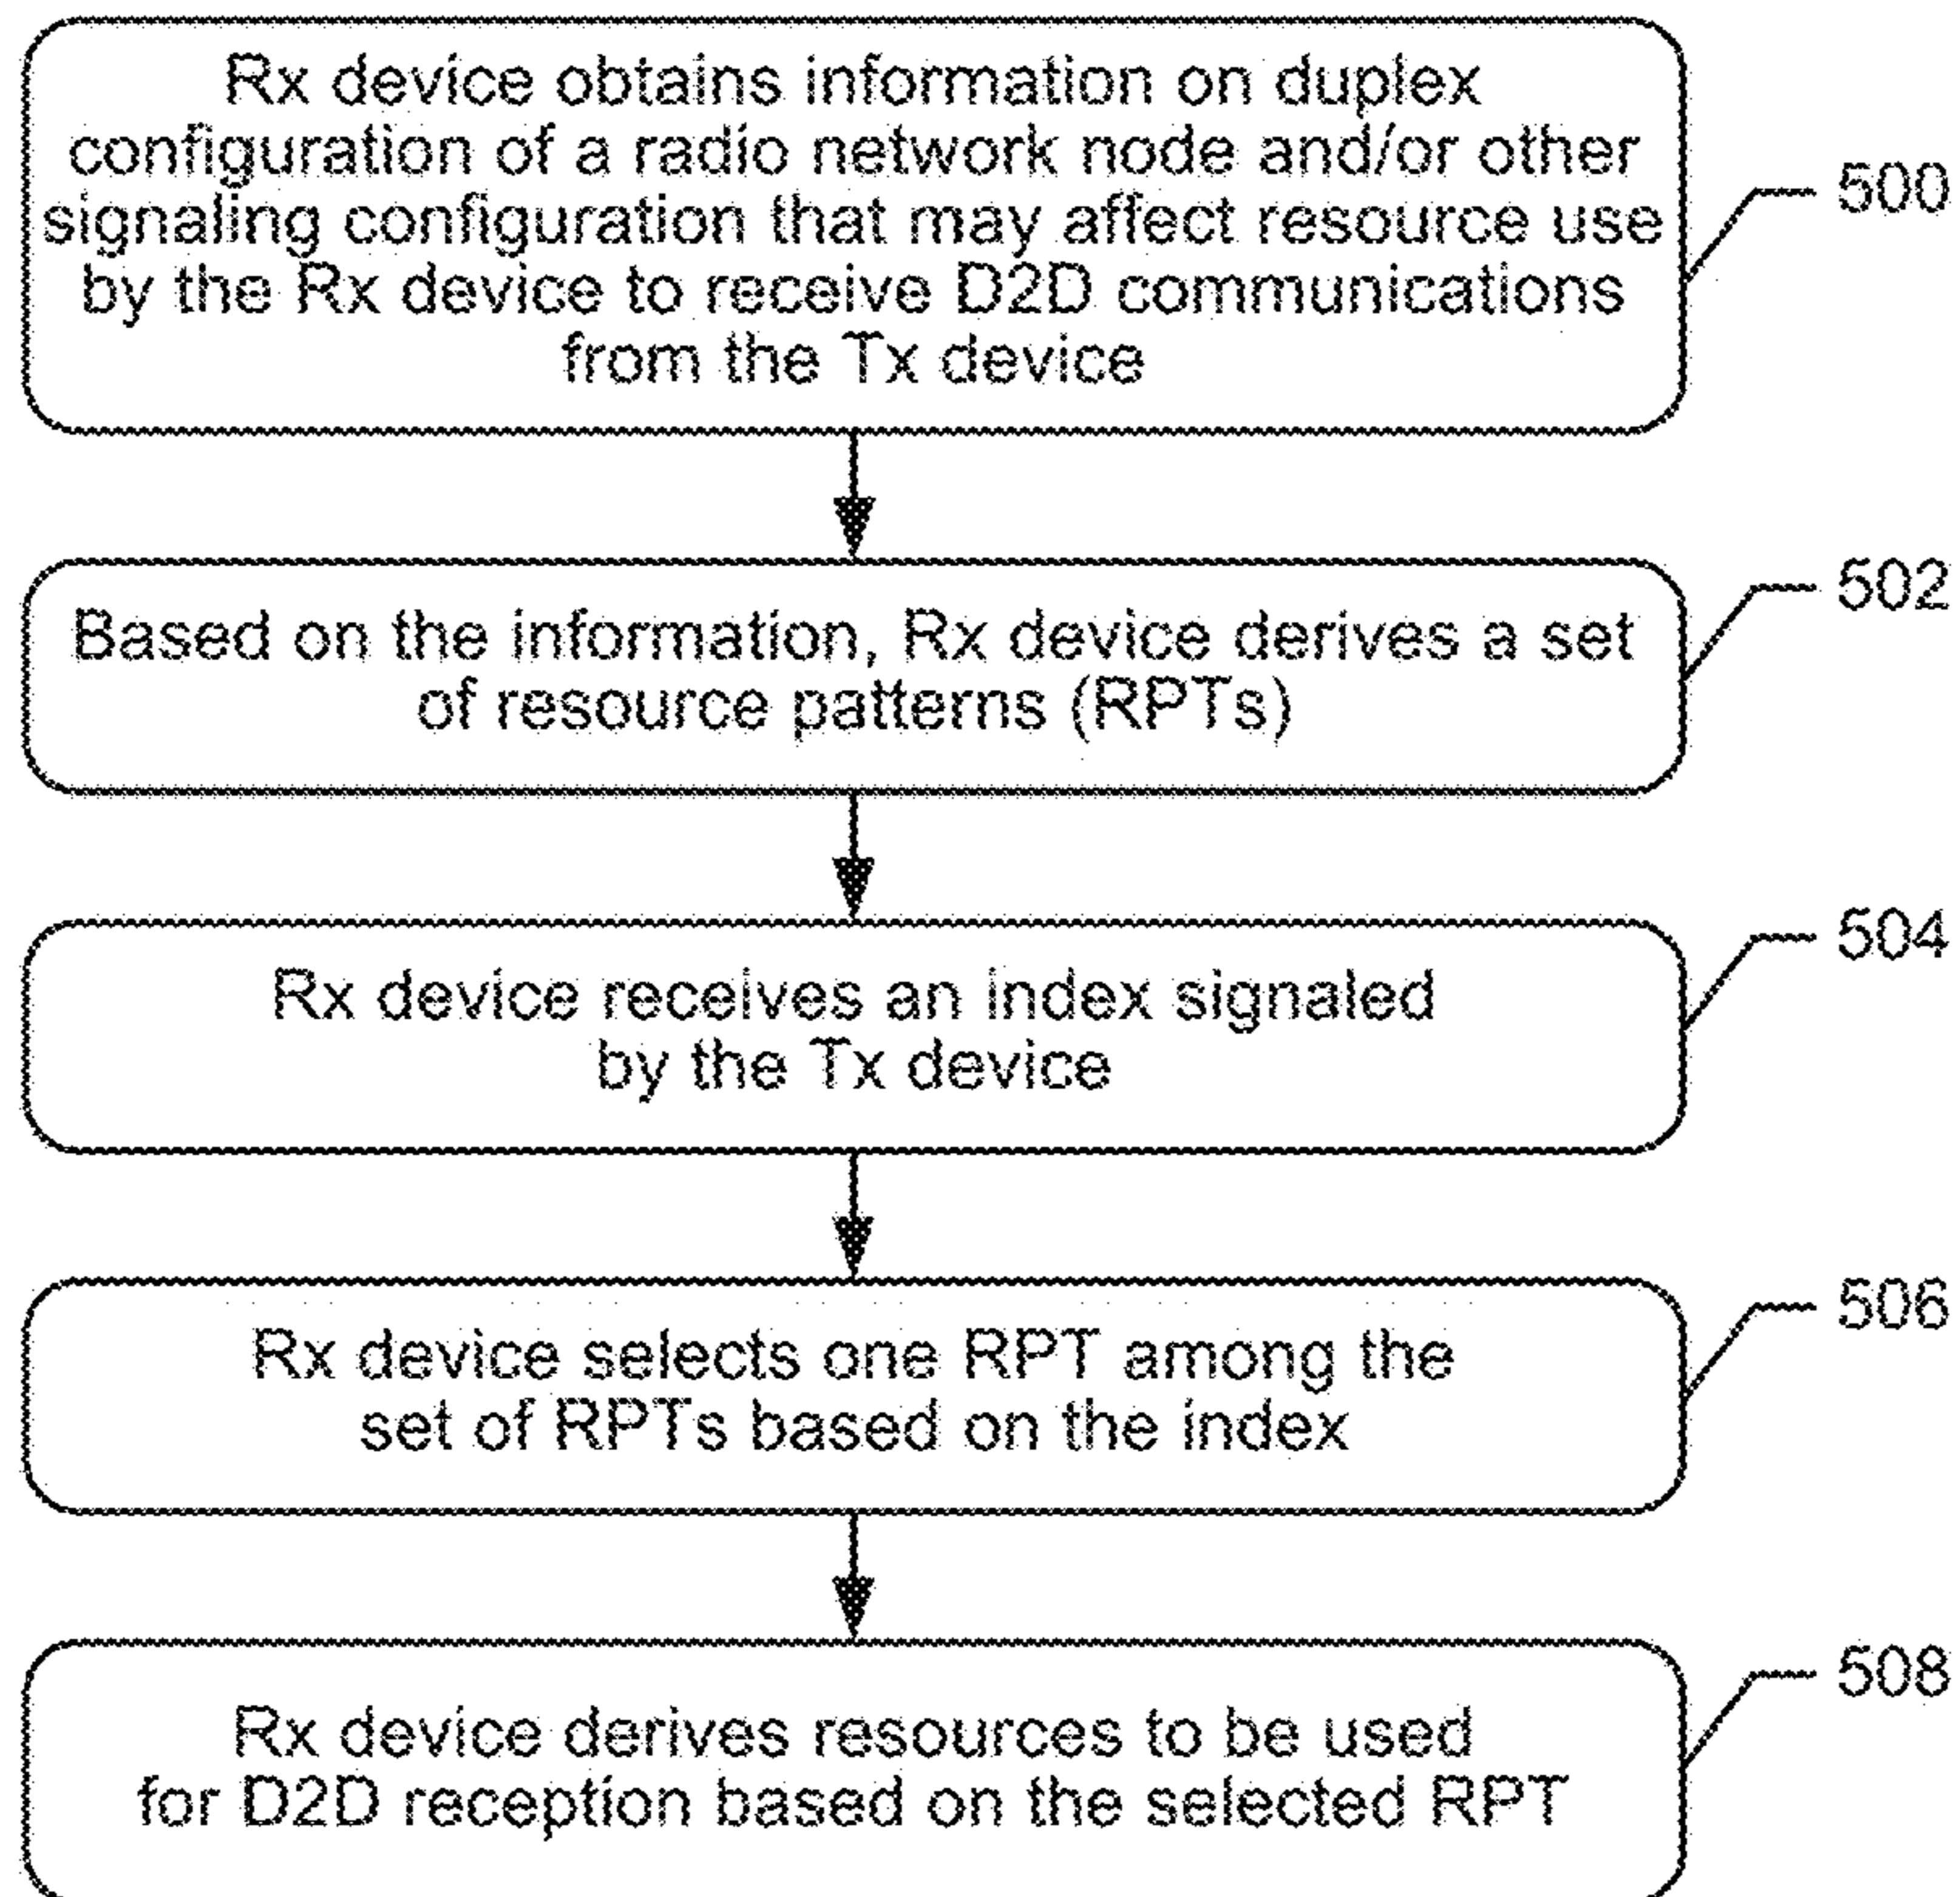 Rx device obtains information on duplex
configuration of a radio network node and/or other
signaling configuration that may affect resource use
by the Rx device to receive D2D communications
from the Tx device
500
Based on the information, Rx device derives a set
of resource patterns (RPTs)
502
Rx device receives an index signaled
by the Tx device
504
Rx device selects one RPT among the
set of RPTs based on the index
506
Rx device derives resources to be used
for D2D reception based on the selected RPT
508